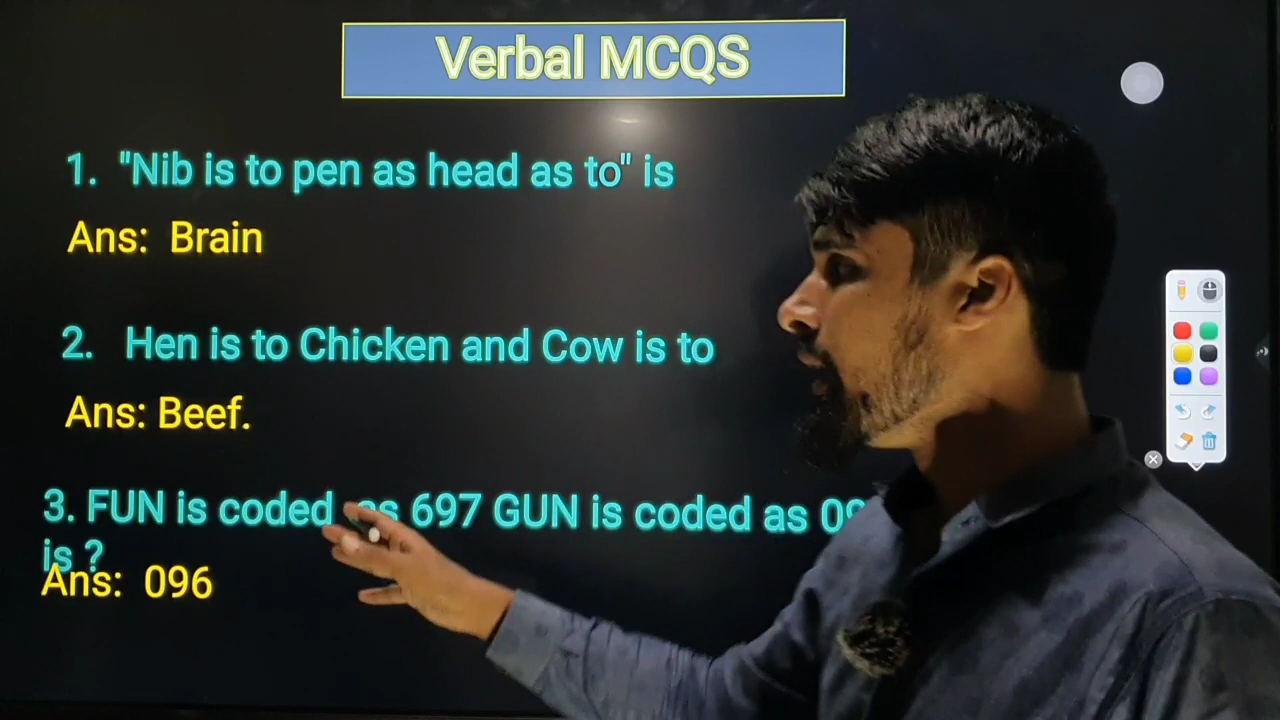 Verbal MCQS
1. "Nib is to pen as head as to" is
Ans: Brain
2. Hen is to Chicken and Cow is to
Ans: Beef.
3. FUN is coded as 697 GUN is coded as
is ?
Ans: 096